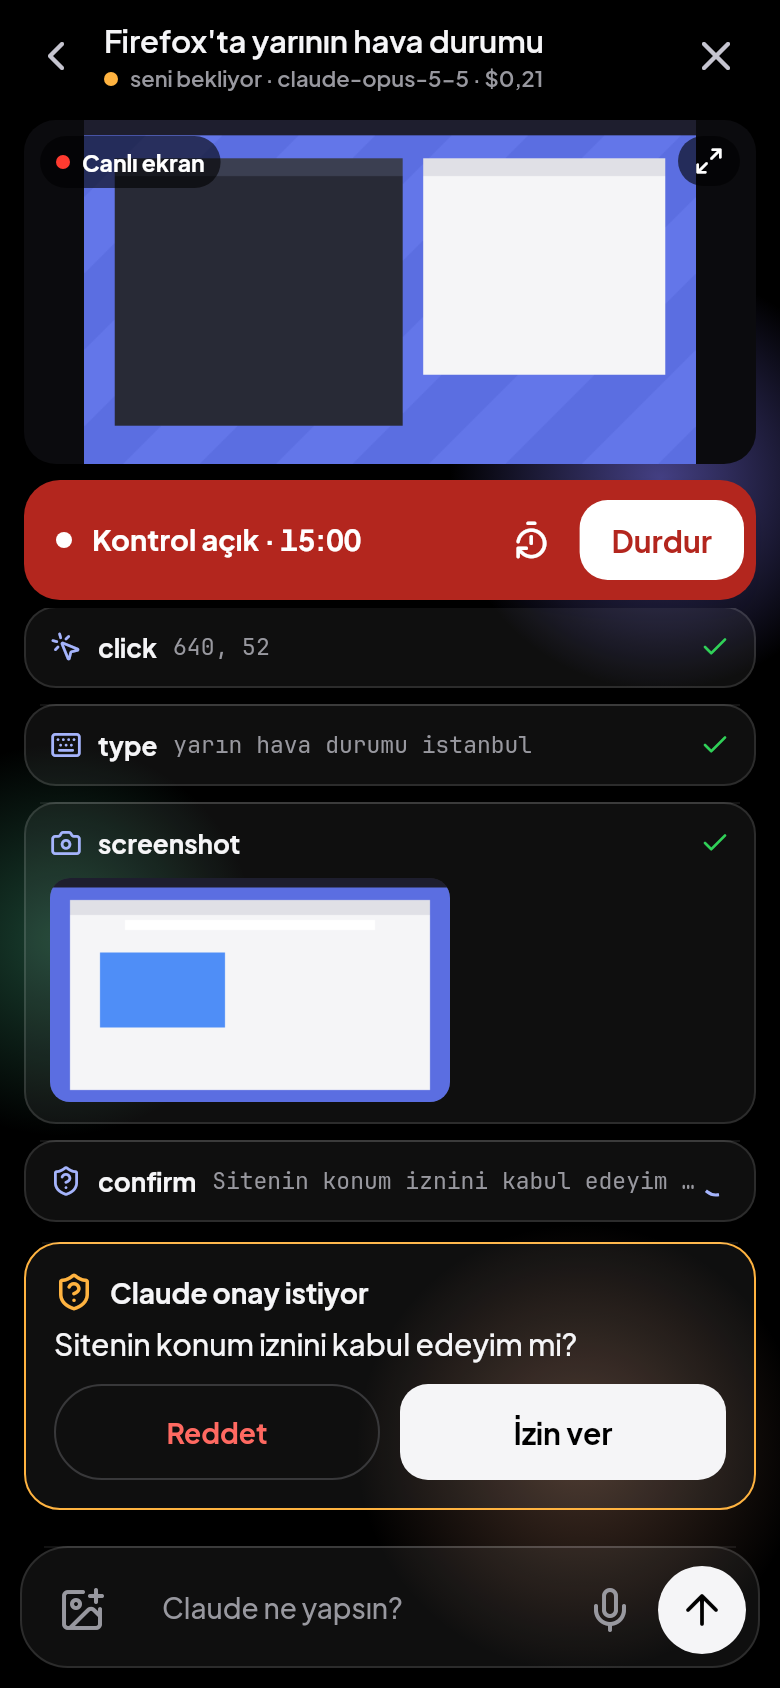 Firefox'ta yarının hava durumu
seni bekliyor · claude-opus-5-5 · $0,21
Canlı ekran
Kontrol açık · 15:00
Durdur
click 640, 52
type yarın hava durumu istanbul
screenshot
confirm Sitenin konum iznini kabul edeyim …
Claude onay istiyor
Sitenin konum iznini kabul edeyim mi?
Reddet
İzin ver
Claude ne yapsın?